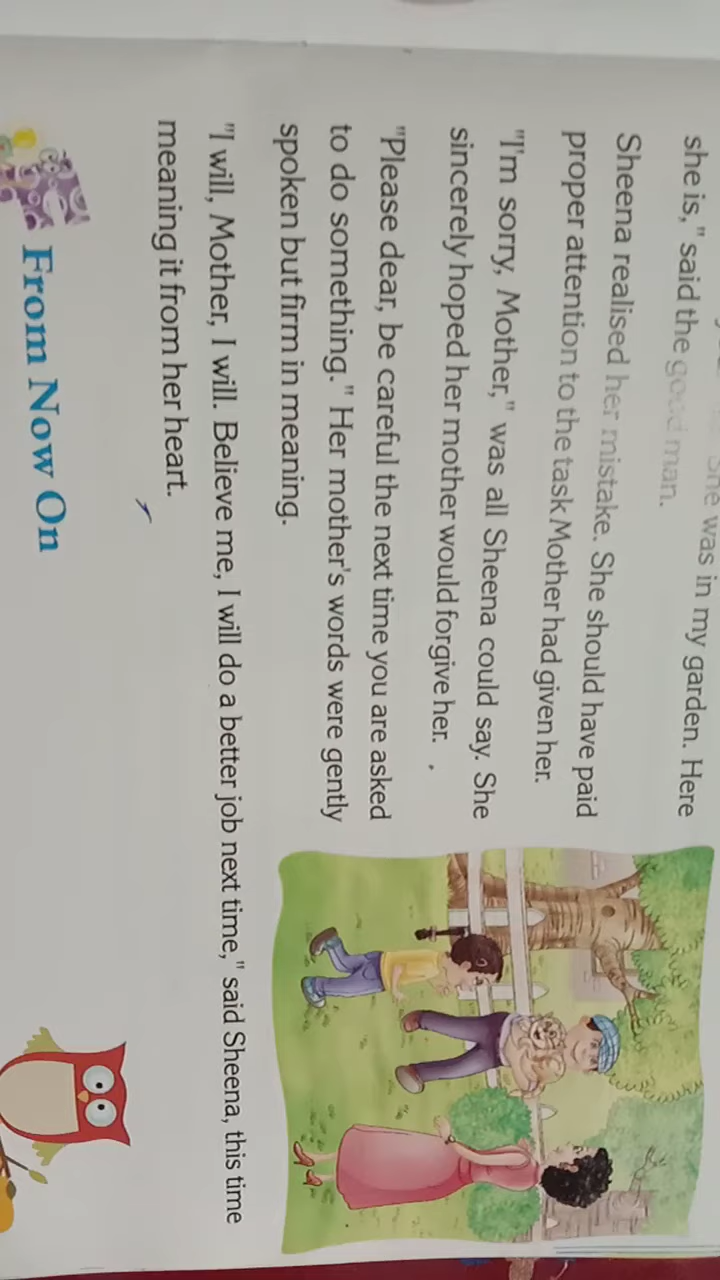 She was in my garden. Here
she is," said the good man.
Sheena realised her mistake. She should have paid
proper attention to the task Mother had given her.
"I'm sorry, Mother," was all Sheena could say. She
sincerely hoped her mother would forgive her.
"Please dear, be careful the next time you are asked
to do something." Her mother's words were gently
spoken but firm in meaning.
"I will, Mother, I will. Believe me, I will do a better job next time," said Sheena, this time
meaning it from her heart.
From Now On